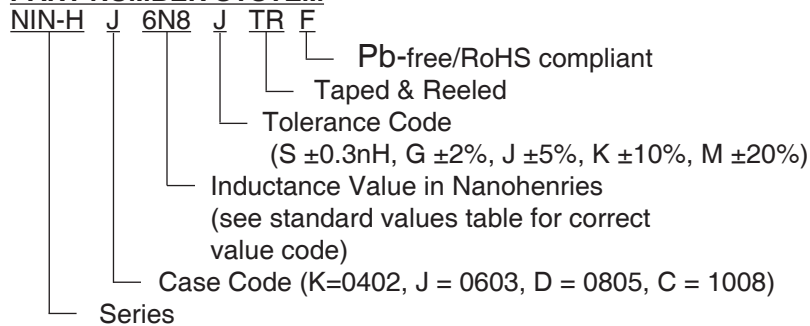 NIN-H J 6N8 J TR F
Pb-free/RoHS compliant
Taped & Reeled
Tolerance Code
(S ±0.3nH, G ±2%, J ±5%, K ±10%, M ±20%)
Inductance Value in Nanohenries
(see standard values table for correct
value code)
Case Code (K=0402, J = 0603, D = 0805, C = 1008)
Series